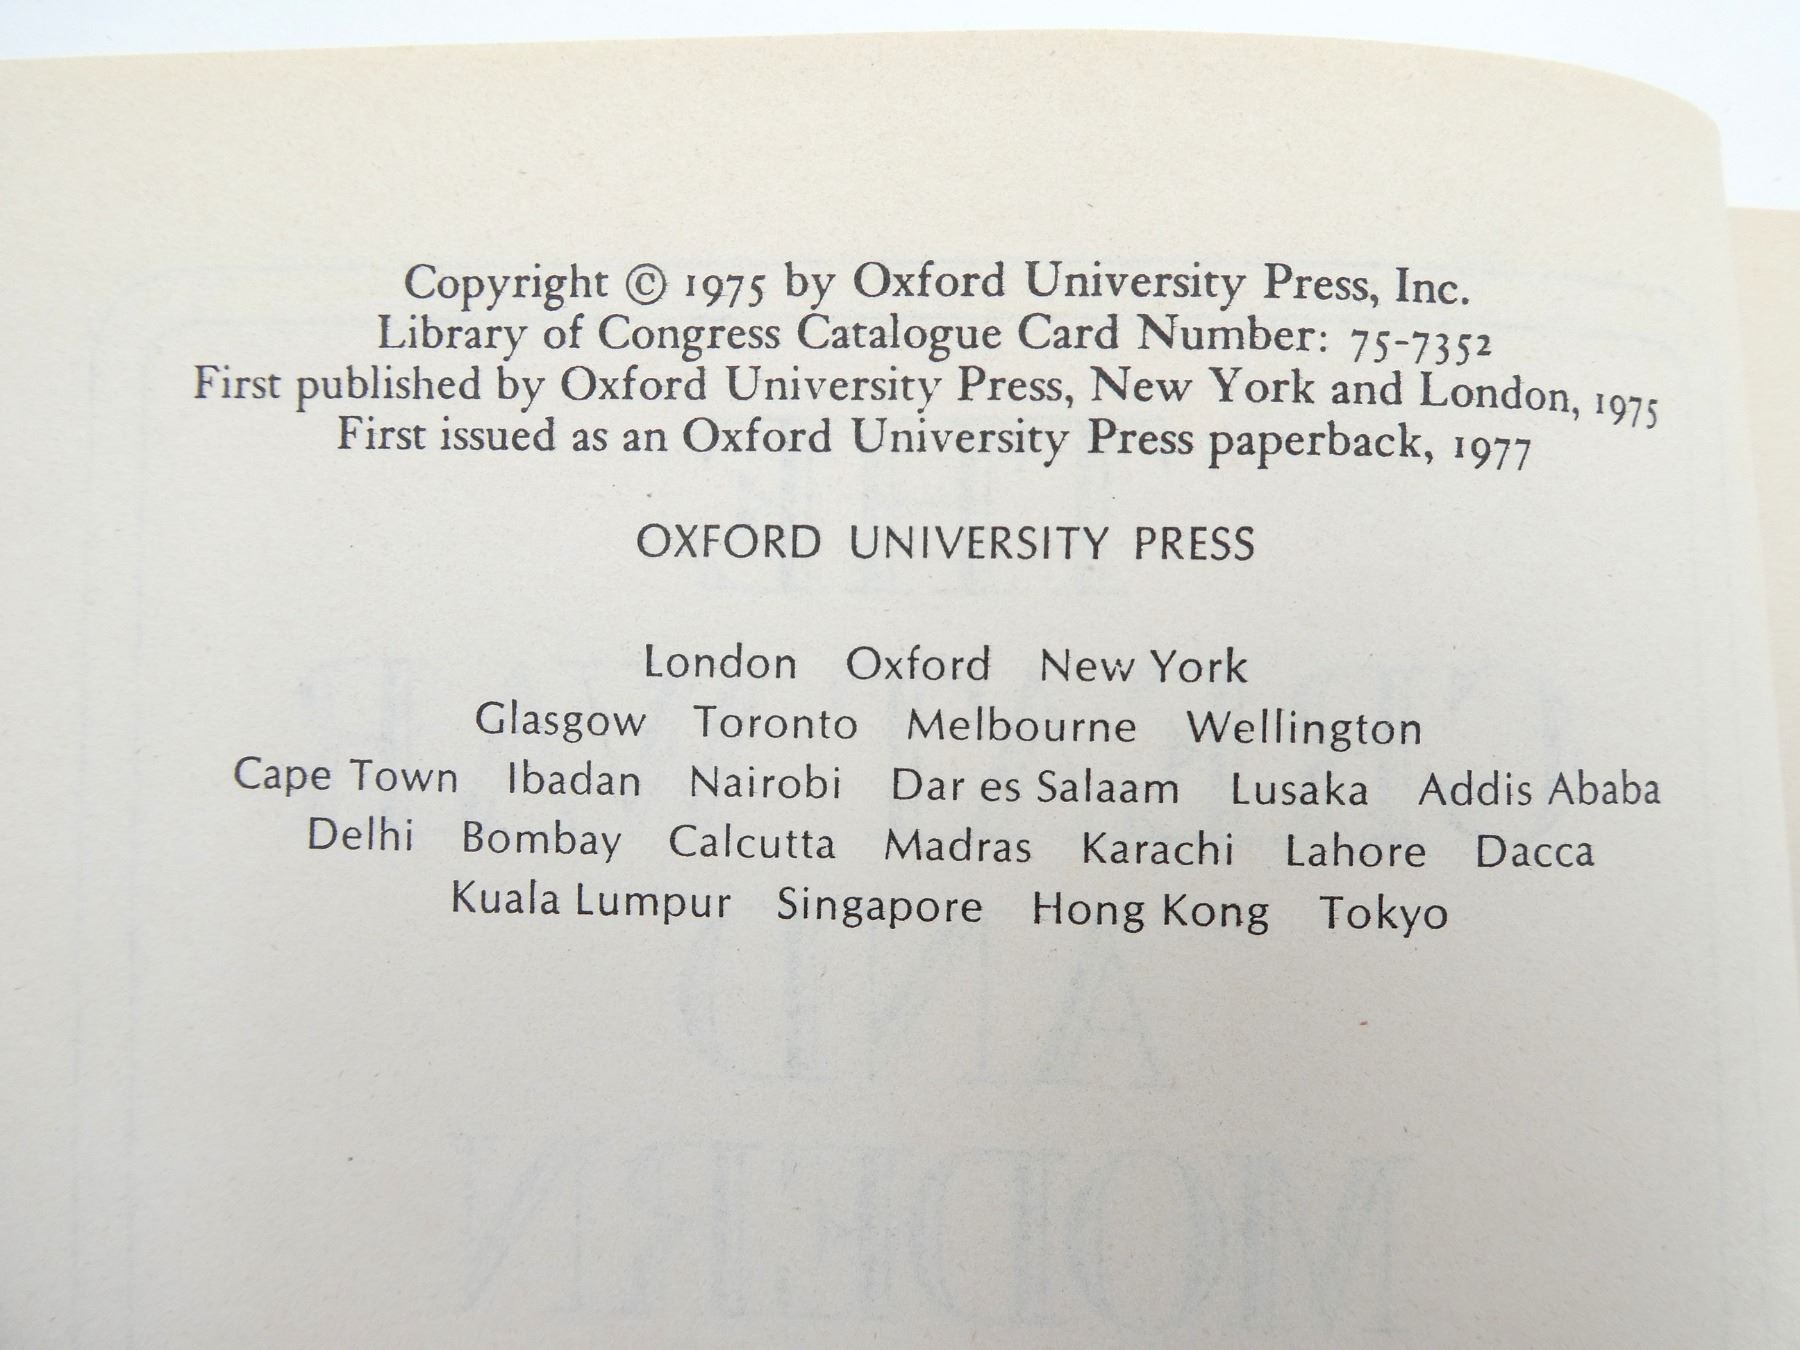 Copyright © 1975 by Oxford University Press, Inc.
Library of Congress Catalogue Card Number: 75-7352
First published by Oxford University Press, New York and London, 1975
First issued as an Oxford University Press paperback, 1977
OXFORD UNIVERSITY PRESS
London Oxford New York
Glasgow Toronto Melbourne Wellington
Cape Town Ibadan Nairobi Dar es Salaam Lusaka Addis Ababa
Delhi Bombay Calcutta Madras Karachi Lahore Dacca
Kuala Lumpur Singapore Hong Kong Tokyo